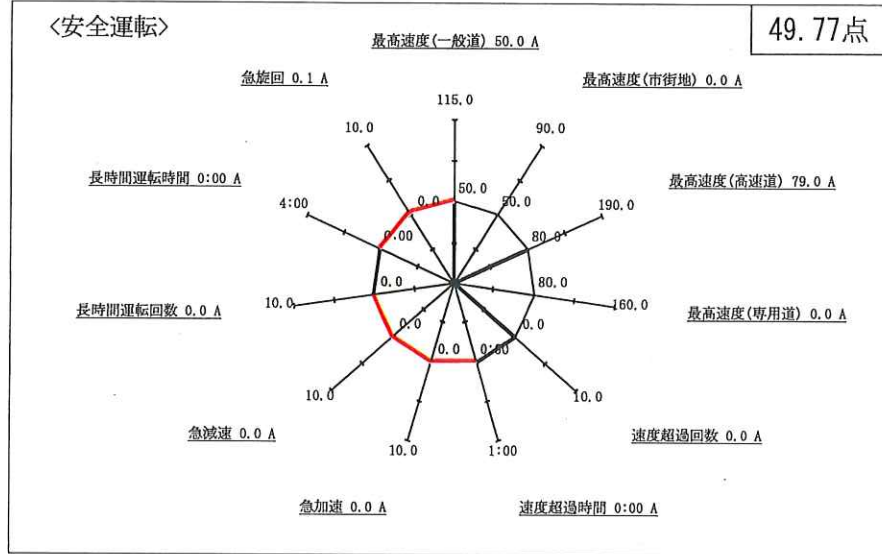 〈安全運転〉
49.77点
最高速度(一般道) 50.0 A
急旋回 0.1 A
最高速度(市街地) 0.0 A
115.0
10.0
90.0
長時間運転時間 0:00 A
最高速度(高速道) 79.0 A
4:00
190.0
50.0
0.0
50.0
0:00
80.0
長時間運転回数 0.0 A
10.0
0.0
80.0
160.0
最高速度(専用道) 0.0 A
0.0
0.0
0.0
10.0
10.0
急減速 0.0 A
速度超過回数 0.0 A
10.0
1:00
急加速 0.0 A
速度超過時間 0:00 A